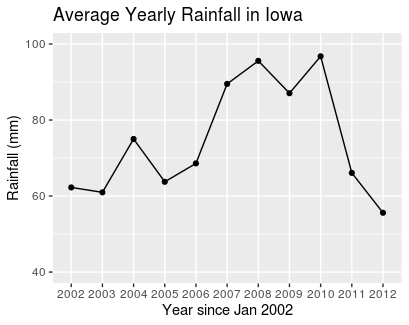 Average Yearly Rainfall in Iowa
100
80
60
40
Rainfall (mm)
2002 2003 2004 2005 2006 2007 2008 2009 2010 2011 2012
Year since Jan 2002